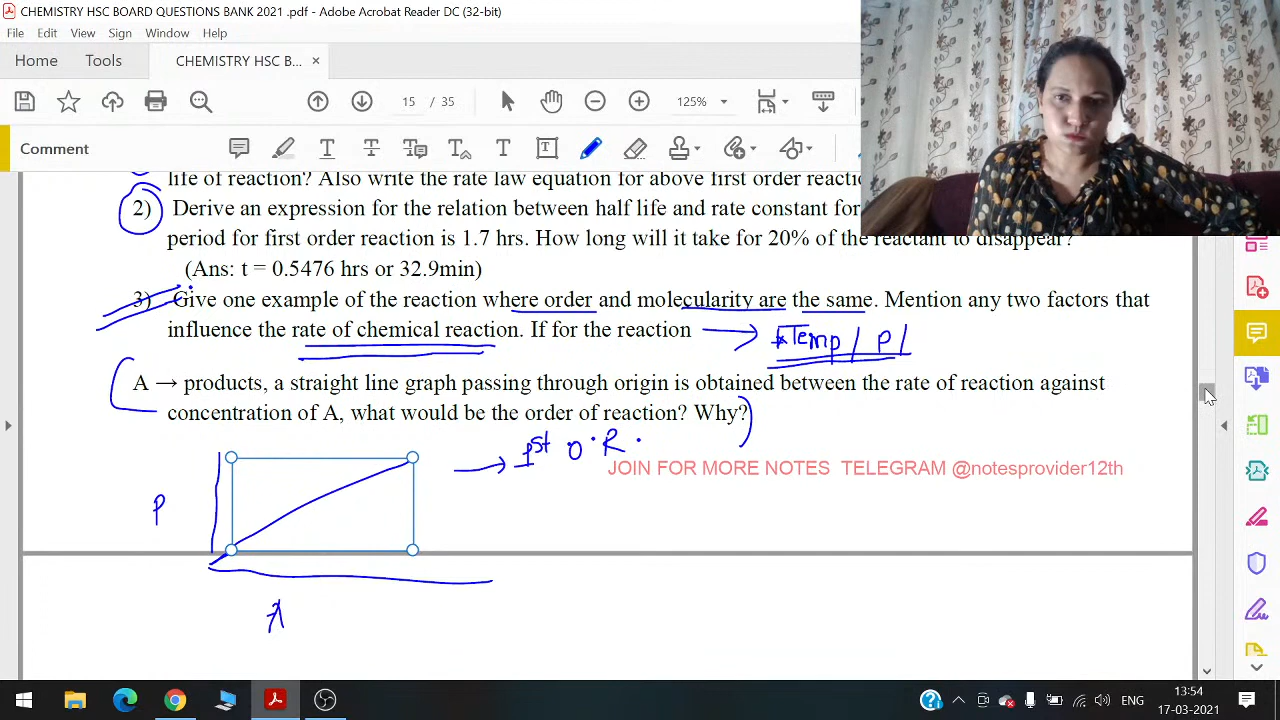 CHEMISTRY HSC BOARD QUESTIONS BANK 2021 .pdf - Adobe Acrobat Reader DC (32-bit)
File Edit View Sign Window Help
Home Tools CHEMISTRY HSC B... ×
15 / 35 125%
Comment
life of reaction? Also write the rate law equation for above first order reactio
2) Derive an expression for the relation between half life and rate constant for
period for first order reaction is 1.7 hrs. How long will it take for 20% of the reactant to disappear?
(Ans: t = 0.5476 hrs or 32.9min)
3) Give one example of the reaction where order and molecularity are the same. Mention any two factors that
influence the rate of chemical reaction. If for the reaction
Temp / P /
A → products, a straight line graph passing through origin is obtained between the rate of reaction against
concentration of A, what would be the order of reaction? Why?
1st O. R.
JOIN FOR MORE NOTES TELEGRAM @notesprovider12th
P
A
ENG
13:54
17-03-2021